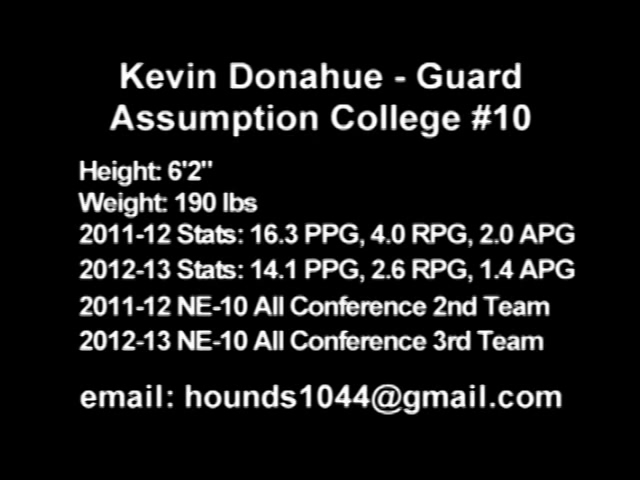 Kevin Donahue - Guard
Assumption College #10
Height: 6'2"
Weight: 190 lbs
2011-12 Stats: 16.3 PPG, 4.0 RPG, 2.0 APG
2012-13 Stats: 14.1 PPG, 2.6 RPG, 1.4 APG
2011-12 NE-10 All Conference 2nd Team
2012-13 NE-10 All Conference 3rd Team
email: hounds1044@gmail.com